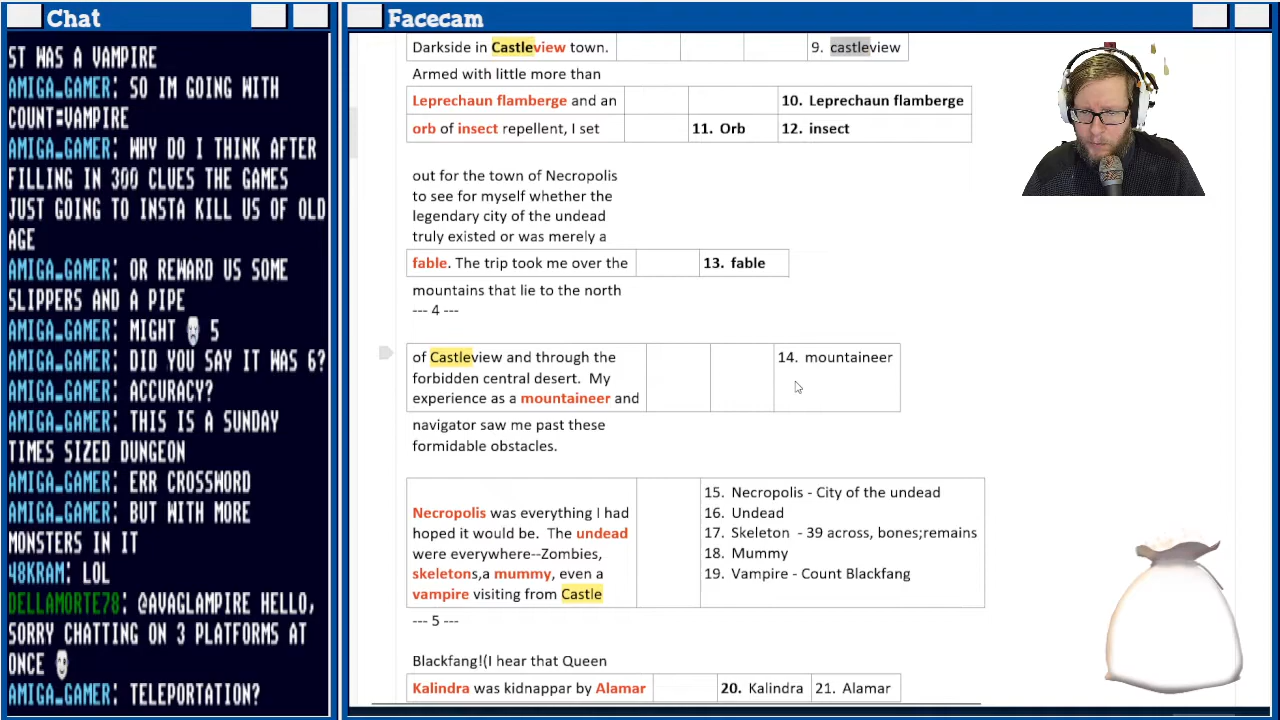 Chat
5T WAS A VAMPIRE
AMIGA_GAMER: SO IM GOING WITH
COUNT=VAMPIRE
AMIGA_GAMER: WHY DO I THINK AFTER
FILLING IN 300 CLUES THE GAMES
JUST GOING TO INSTA KILL US OF OLD
AGE
AMIGA_GAMER: OR REWARD US SOME
SLIPPERS AND A PIPE
AMIGA_GAMER: MIGHT 5
AMIGA_GAMER: DID YOU SAY IT WAS 6?
AMIGA_GAMER: ACCURACY?
AMIGA_GAMER: THIS IS A SUNDAY
TIMES SIZED DUNGEON
AMIGA_GAMER: ERR CROSSWORD
AMIGA_GAMER: BUT WITH MORE
MONSTERS IN IT
48KRAM: LOL
DELLAMORTE78: @AVAGLAMPIRE HELLO,
SORRY CHATTING ON 3 PLATFORMS AT
ONCE
AMIGA_GAMER: TELEPORTATION?
Facecam
Darkside in Castleview town. 9. castleview
Armed with little more than
Leprechaun flamberge and an 10. Leprechaun flamberge
orb of insect repellent, I set 11. Orb 12. insect
out for the town of Necropolis
to see for myself whether the
legendary city of the undead
truly existed or was merely a
fable. The trip took me over the 13. fable
mountains that lie to the north
--- 4 ---
of Castleview and through the 14. mountaineer
forbidden central desert. My
experience as a mountaineer and
navigator saw me past these
formidable obstacles.
15. Necropolis - City of the undead
Necropolis was everything I had 16. Undead
hoped it would be. The undead 17. Skeleton - 39 across, bones;remains
were everywhere--Zombies, 18. Mummy
skeletons,a mummy, even a 19. Vampire - Count Blackfang
vampire visiting from Castle
--- 5 ---
Blackfang!(I hear that Queen
Kalindra was kidnappar by Alamar 20. Kalindra 21. Alamar